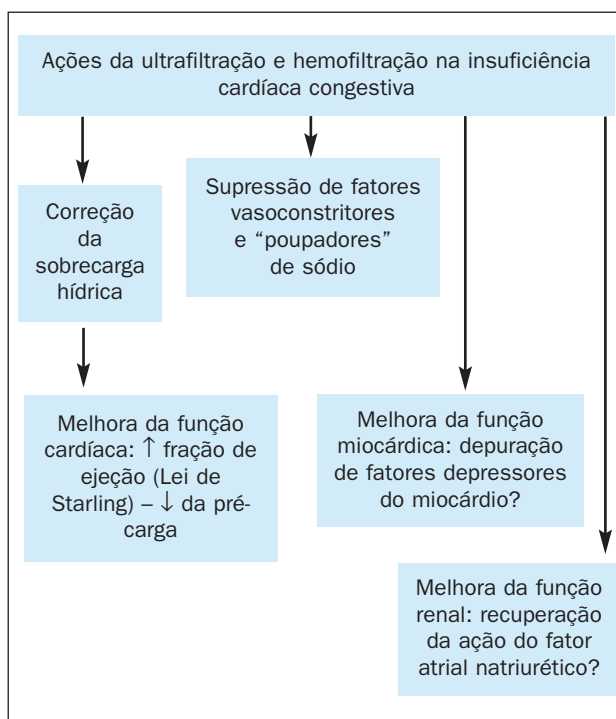 Ações da ultrafiltração e hemofiltração na insuficiência
cardíaca congestiva
Correção
da
sobrecarga
hídrica
Supressão de fatores
vasoconstritores
e “poupadores”
de sódio
Melhora da função
cardíaca: ↑ fração de
ejeção (Lei de
Starling) – ↓ da pré-
carga
Melhora da função
miocárdica: depuração
de fatores depressores
do miocárdio?
Melhora da função
renal: recuperação
da ação do fator
atrial natriurético?